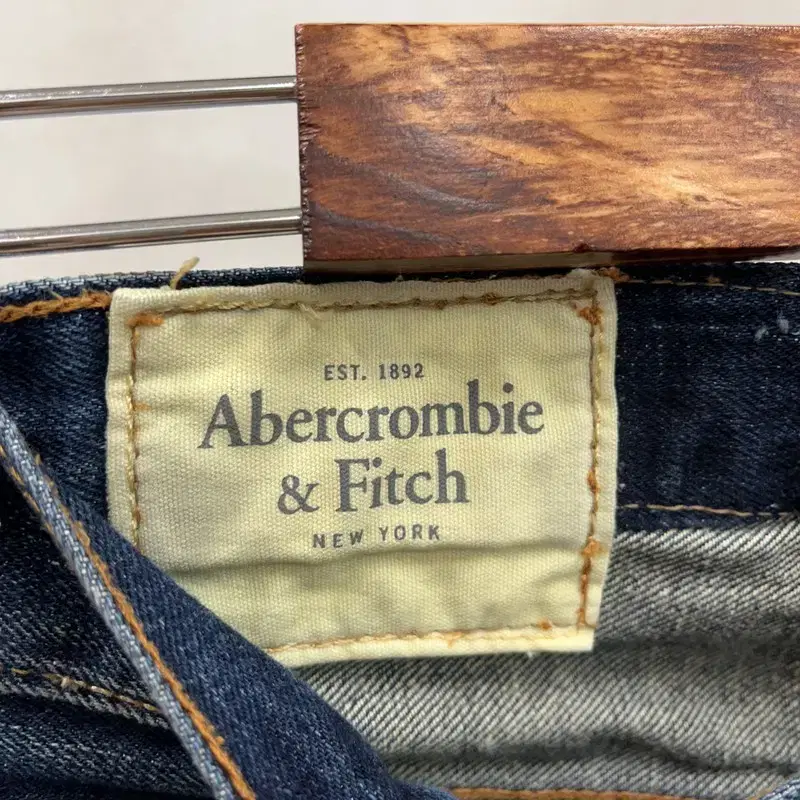 EST. 1892
Abercrombie
& Fitch
NEW YORK